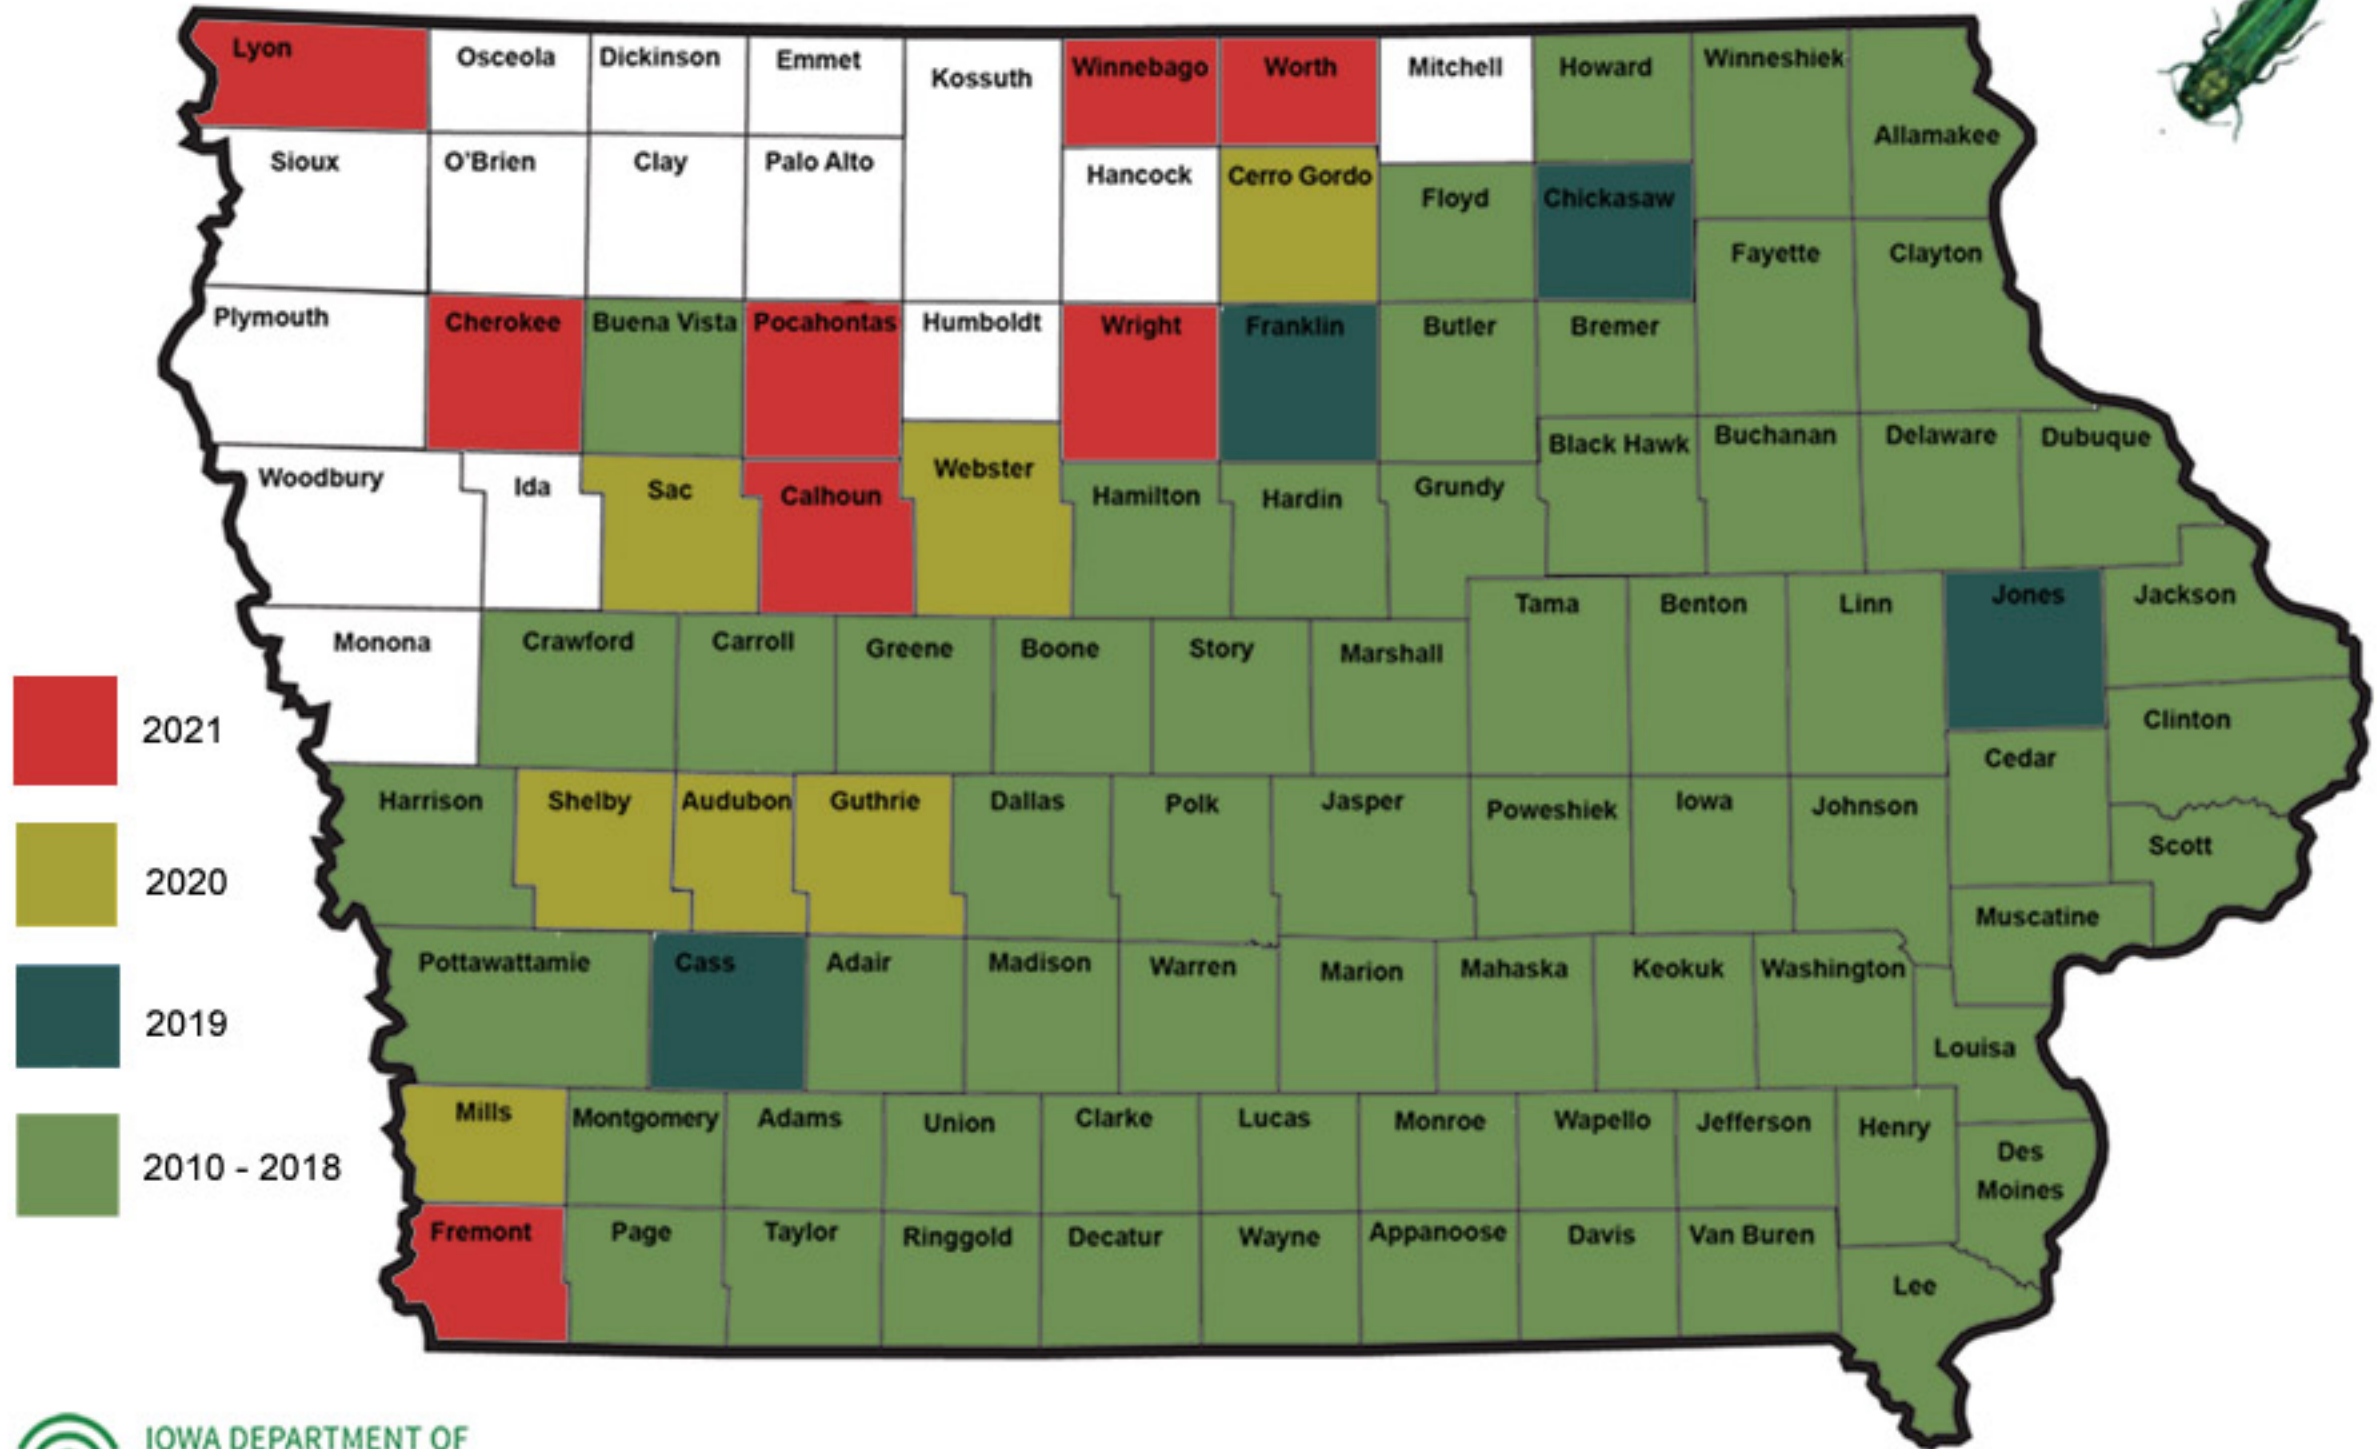 Lyon
Osceola
Dickinson
Emmet
Kossuth
Winnebago
Worth
Mitchell
Howard
Winneshiek
Allamakee
Sioux
O'Brien
Clay
Palo Alto
Hancock
Cerro Gordo
Floyd
Chickasaw
Fayette
Clayton
Plymouth
Cherokee
Buena Vista
Pocahontas
Humboldt
Wright
Franklin
Butler
Bremer
Woodbury
Ida
Sac
Calhoun
Webster
Hamilton
Hardin
Grundy
Black Hawk
Buchanan
Delaware
Dubuque
Monona
Crawford
Carroll
Greene
Boone
Story
Marshall
Tama
Benton
Linn
Jones
Jackson
Clinton
Cedar
Harrison
Shelby
Audubon
Guthrie
Dallas
Polk
Jasper
Poweshiek
Iowa
Johnson
Scott
Muscatine
Pottawattamie
Cass
Adair
Madison
Warren
Marion
Mahaska
Keokuk
Washington
Louisa
Mills
Montgomery
Adams
Union
Clarke
Lucas
Monroe
Wapello
Jefferson
Henry
Des
Moines
Fremont
Page
Taylor
Ringgold
Decatur
Wayne
Appanoose
Davis
Van Buren
Lee
2021
2020
2019
2010 - 2018
IOWA DEPARTMENT OF